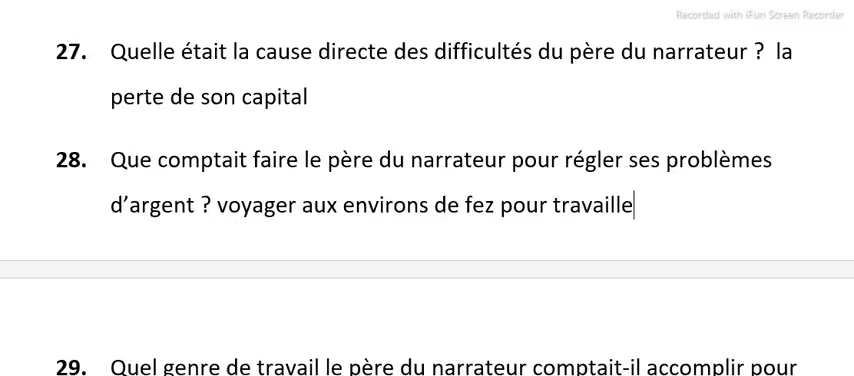 Recorded with iFun Screen Recorder
27. Quelle était la cause directe des difficultés du père du narrateur ? la
perte de son capital
28. Que comptait faire le père du narrateur pour régler ses problèmes
d’argent ? voyager aux environs de fez pour travaille
29. Quel genre de travail le père du narrateur comptait-il accomplir pour